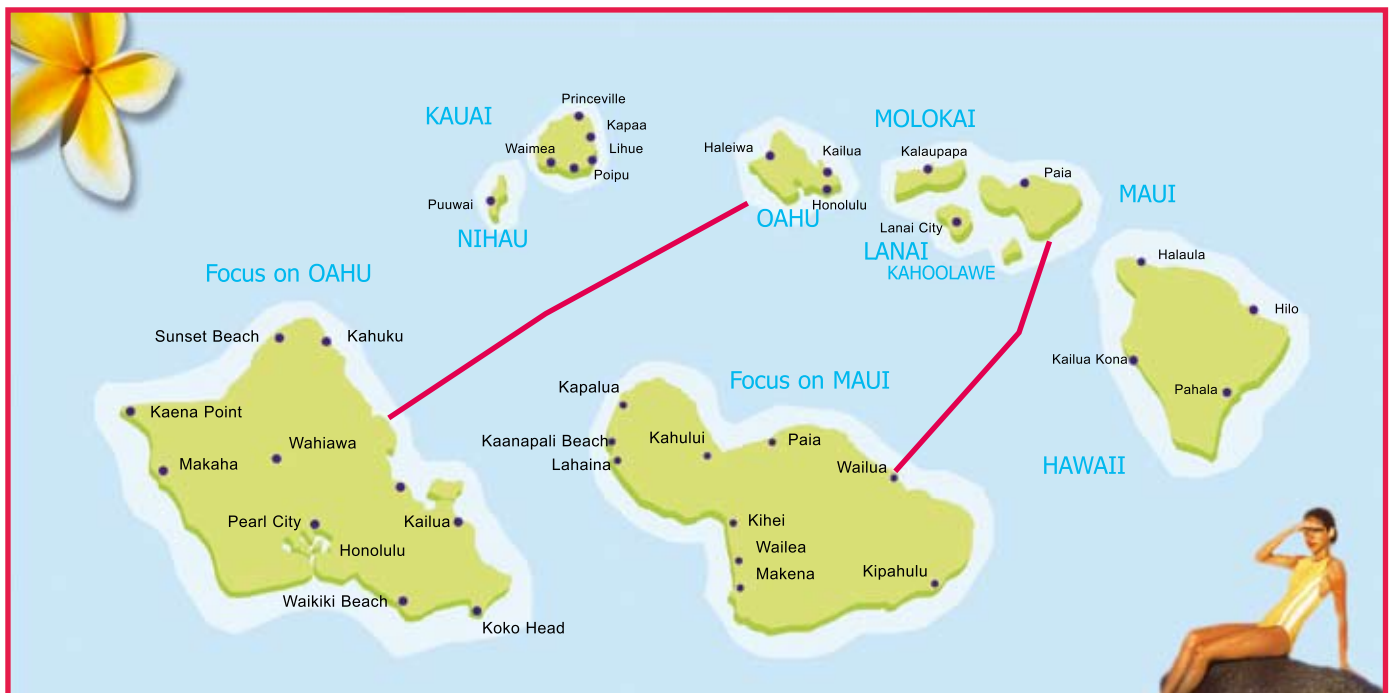 Princeville
KAUAI
Kapaa
Waimea
Lihue
Poipu
Puuwai
NIHAU
MOLOKAI
Haleiwa
Kailua
Kalaupapa
Paia
MAUI
Honolulu
OAHU
Lanai City
LANAI
KAHOOLAWE
Halaula
Hilo
Kailua Kona
Pahala
HAWAII
Focus on OAHU
Sunset Beach
Kahuku
Kaena Point
Wahiawa
Makaha
Pearl City
Kailua
Honolulu
Waikiki Beach
Koko Head
Focus on MAUI
Kapalua
Kaanapali Beach
Kahului
Paia
Lahaina
Wailua
Kihei
Wailea
Makena
Kipahulu